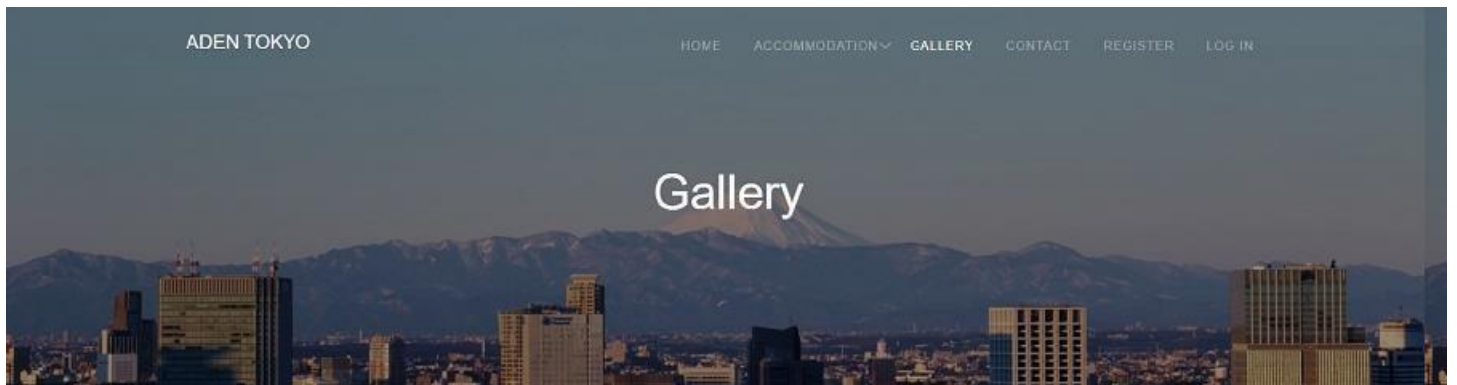 ADEN TOKYO
HOME ACCOMMODATION GALLERY CONTACT REGISTER LOG IN
Gallery